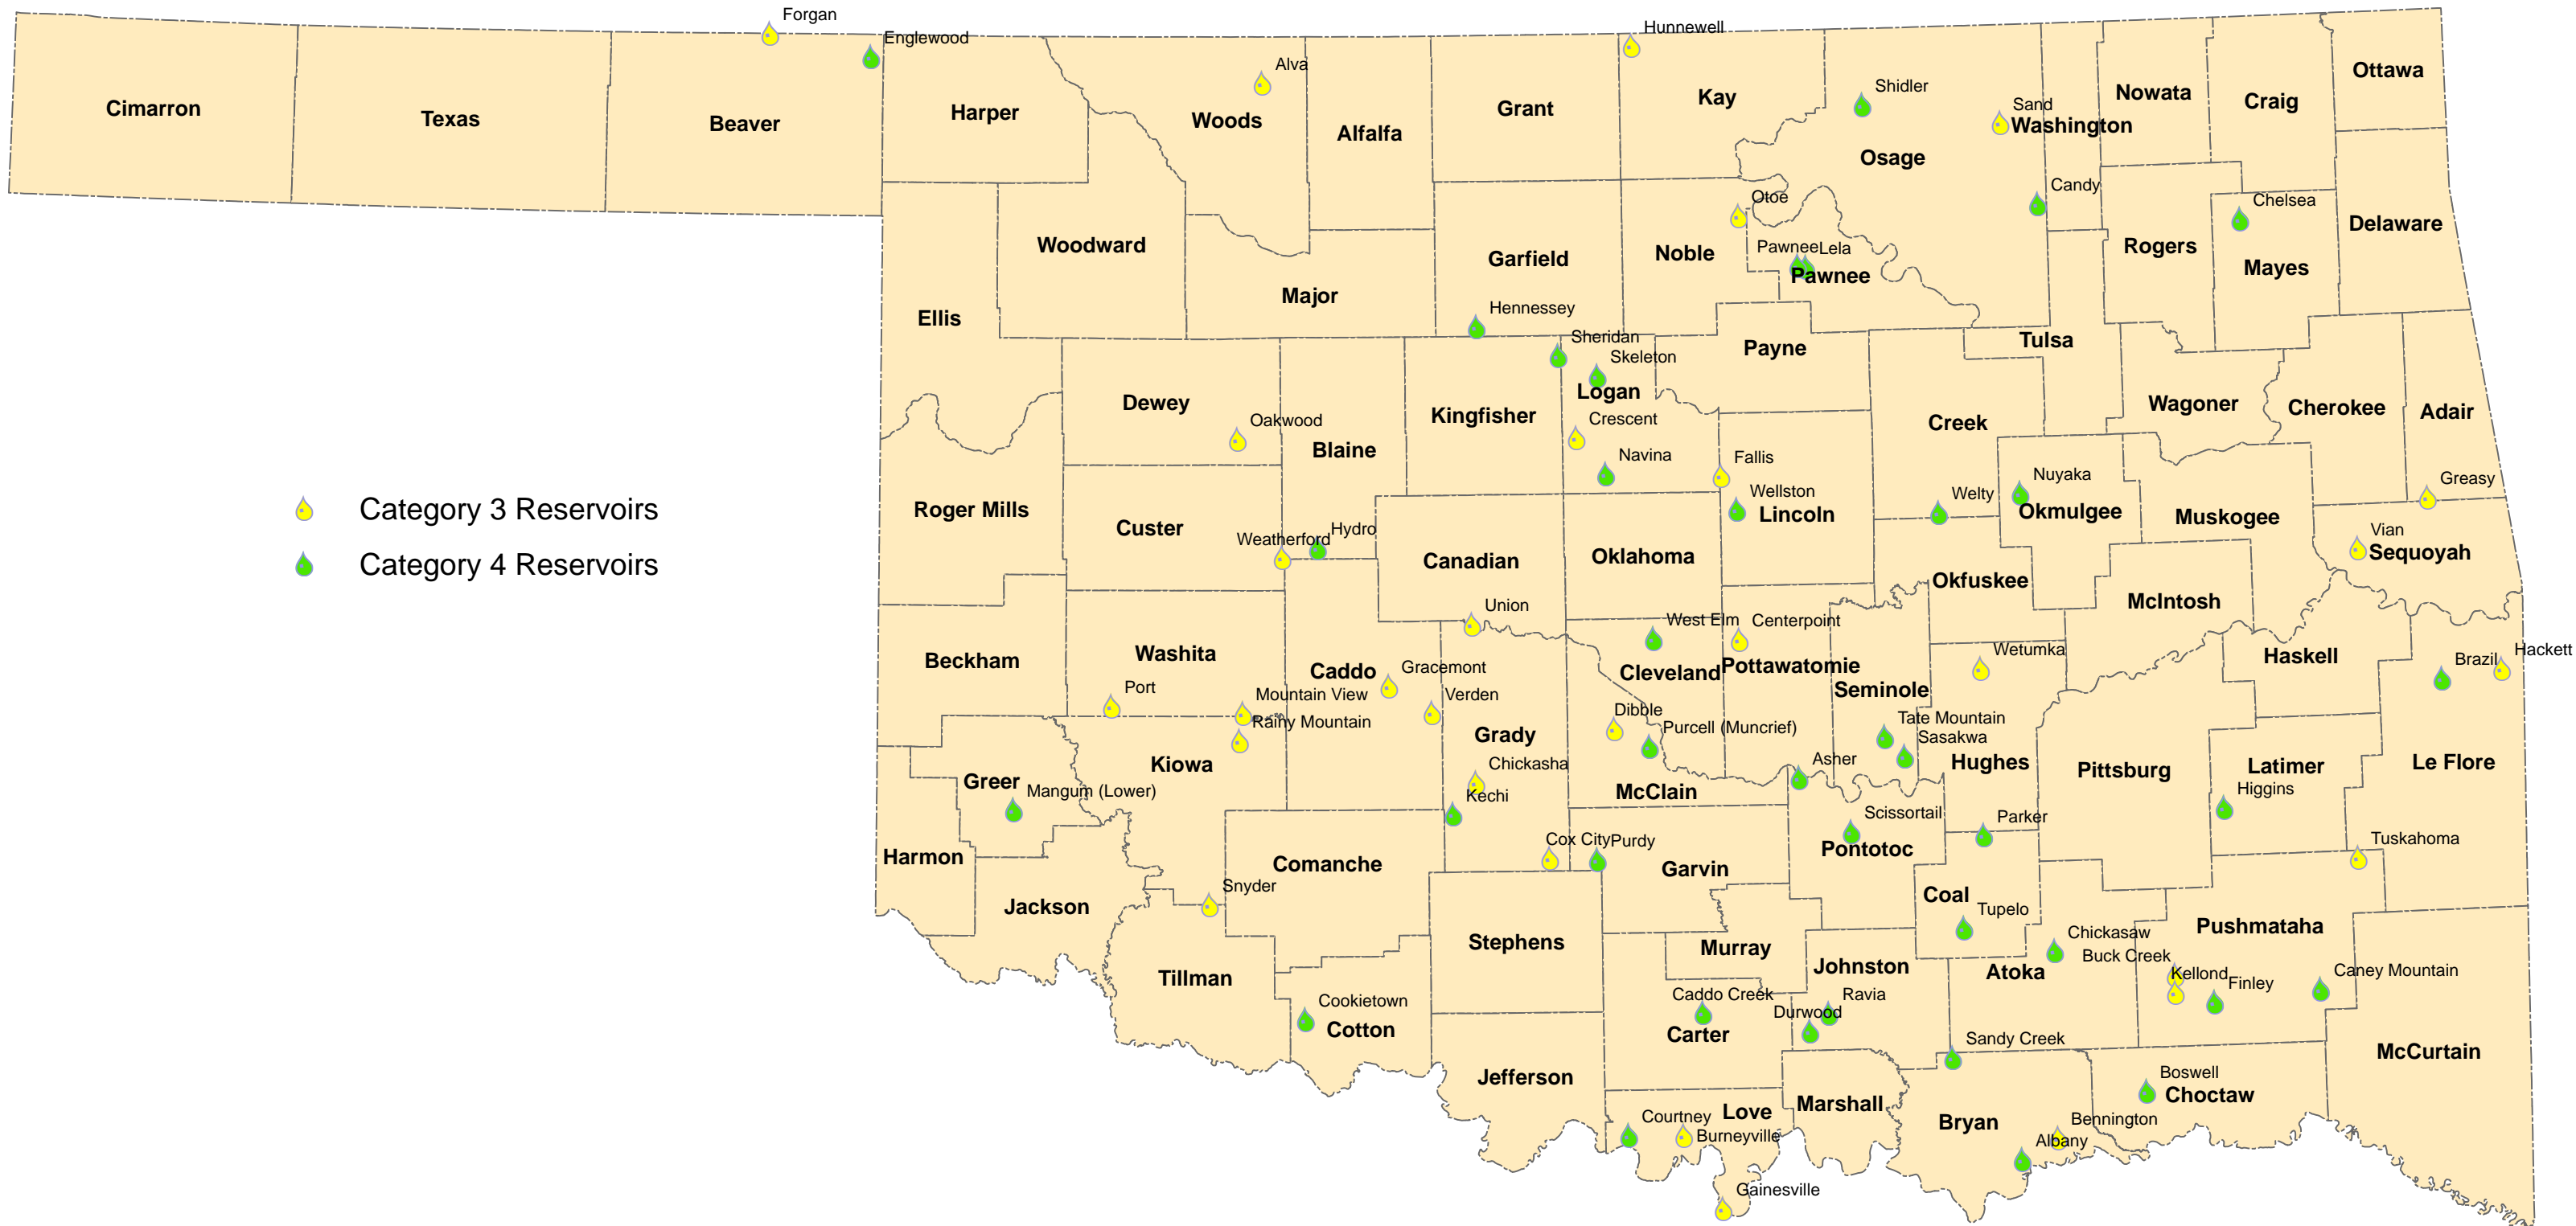 Forgan
Englewood
Hunnewell
Alva
Shidler
Sand
Cimarron
Texas
Beaver
Harper
Woods
Alfalfa
Grant
Kay
Osage
Washington
Nowata
Craig
Ottawa
Candy
Chelsea
Otoe
Delaware
Woodward
Garfield
Noble
Pawnee
Lela
Pawnee
Rogers
Mayes
Ellis
Major
Hennessey
Sheridan
Skeleton
Payne
Tulsa
Dewey
Logan
Kingfisher
Creek
Wagoner
Cherokee
Adair
Oakwood
Blaine
Crescent
Navina
Fallis
Nuyaka
Greasy
Category 3 Reservoirs
Roger Mills
Custer
Wellston
Lincoln
Welty
Okmulgee
Muskogee
Vian
Sequoyah
Category 4 Reservoirs
Weatherford
Hydro
Canadian
Oklahoma
Okfuskee
McIntosh
Union
West Elm
Centerpoint
Beckham
Washita
Caddo
Gracemont
Cleveland
Pottawatomie
Wetumka
Haskell
Brazil
Hackett
Port
Mountain View
Rainy Mountain
Verden
Seminole
Dibble
Purcell (Muncrief)
Tate Mountain
Sasakwa
Grady
Kiowa
Chickasha
Asher
Hughes
Pittsburg
Latimer
Le Flore
Greer
Mangum (Lower)
Kechi
McClain
Higgins
Scissortail
Parker
Harmon
Comanche
Cox City
Purdy
Garvin
Pontotoc
Tuskahoma
Snyder
Jackson
Coal
Tupelo
Stephens
Murray
Chickasaw
Pushmataha
Tillman
Johnston
Atoka
Buck Creek
Kellond
Finley
Caney Mountain
Cookietown
Cotton
Caddo Creek
Ravia
Durwood
Carter
Sandy Creek
McCurtain
Jefferson
Boswell
Choctaw
Courtney
Love
Marshall
Burneyville
Bryan
Bennington
Albany
Gainesville